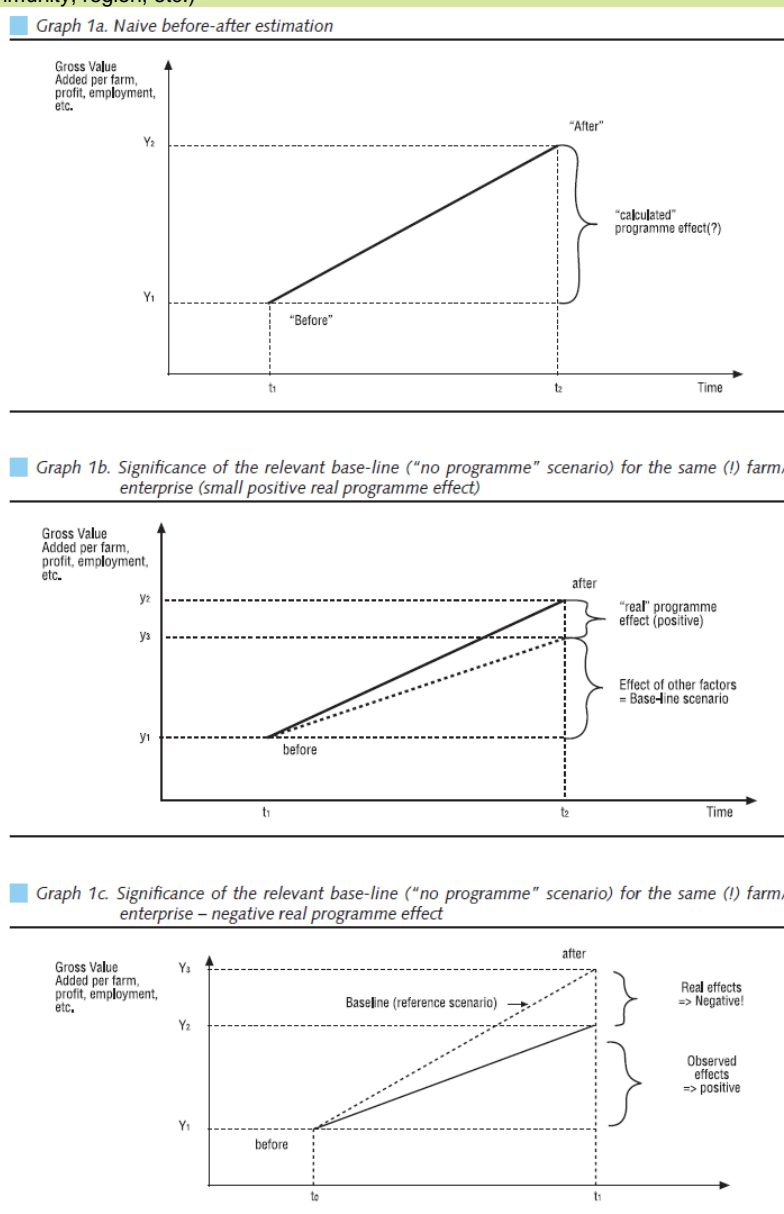 munity, region, etc.)
Graph 1a. Naive before-after estimation
Gross Value
Added per farm,
profit, employment,
etc.
Y₂
"After"
"calculated"
programme effect(?)
Y₁
"Before"
t₁
t₂
Time
Graph 1b. Significance of the relevant base-line ("no programme" scenario) for the same (!) farm/
enterprise (small positive real programme effect)
Gross Value
Added per farm,
profit, employment,
etc.
after
y₂
"real" programme
effect (positive)
y₃
Effect of other factors
= Base-line scenario
y₁
before
t₁
t₂
Time
Graph 1c. Significance of the relevant base-line ("no programme" scenario) for the same (!) farm/
enterprise – negative real programme effect
after
Gross Value
Added per farm,
profit, employment,
etc.
Y₃
Baseline (reference scenario)
Real effects
=> Negative!
Y₂
Observed
effects
=> positive
Y₁
before
t₀
t₁